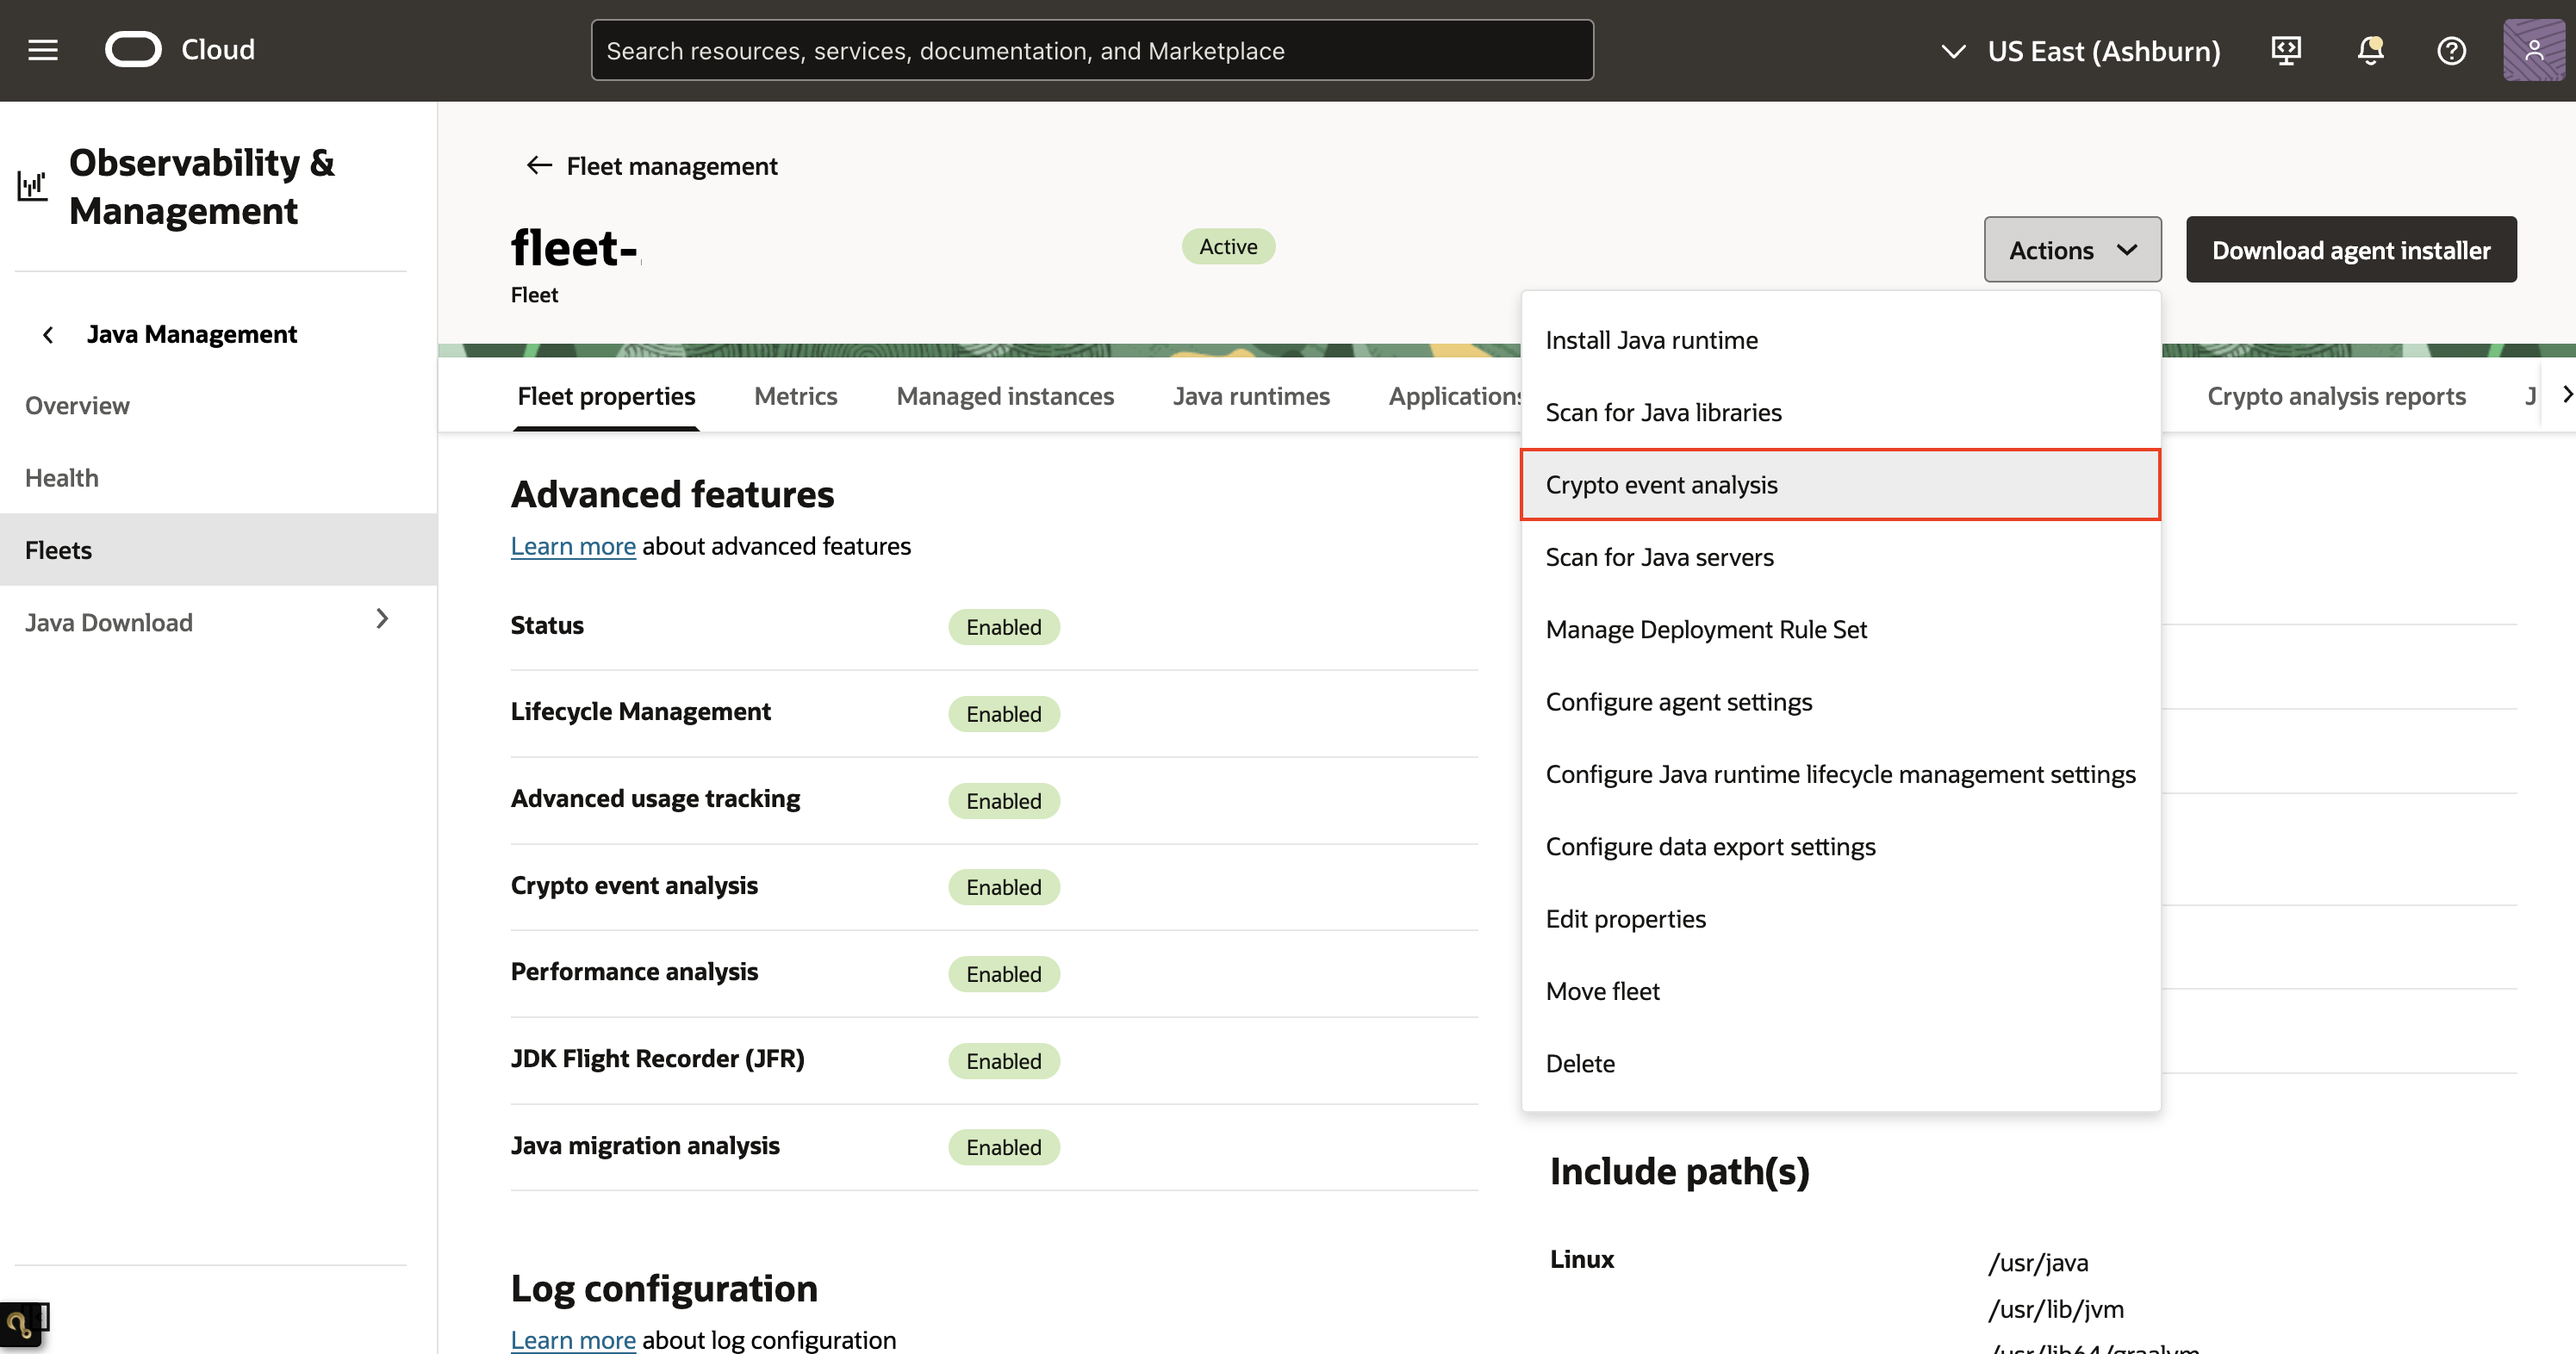 Cloud
Search resources, services, documentation, and Marketplace
US East (Ashburn)
Observability &
Management
Java Management
Overview
Health
Fleets
Java Download
Fleet management
fleet-
Active
Fleet
Actions
Download agent installer
Fleet properties
Metrics
Managed instances
Java runtimes
Applications
Crypto analysis reports
J
Install Java runtime
Scan for Java libraries
Crypto event analysis
Scan for Java servers
Manage Deployment Rule Set
Configure agent settings
Configure Java runtime lifecycle management settings
Configure data export settings
Edit properties
Move fleet
Delete
Advanced features
Learn more about advanced features
Status Enabled
Lifecycle Management Enabled
Advanced usage tracking Enabled
Crypto event analysis Enabled
Performance analysis Enabled
JDK Flight Recorder (JFR) Enabled
Java migration analysis Enabled
Log configuration
Learn more about log configuration
Include path(s)
Linux
/usr/java
/usr/lib/jvm